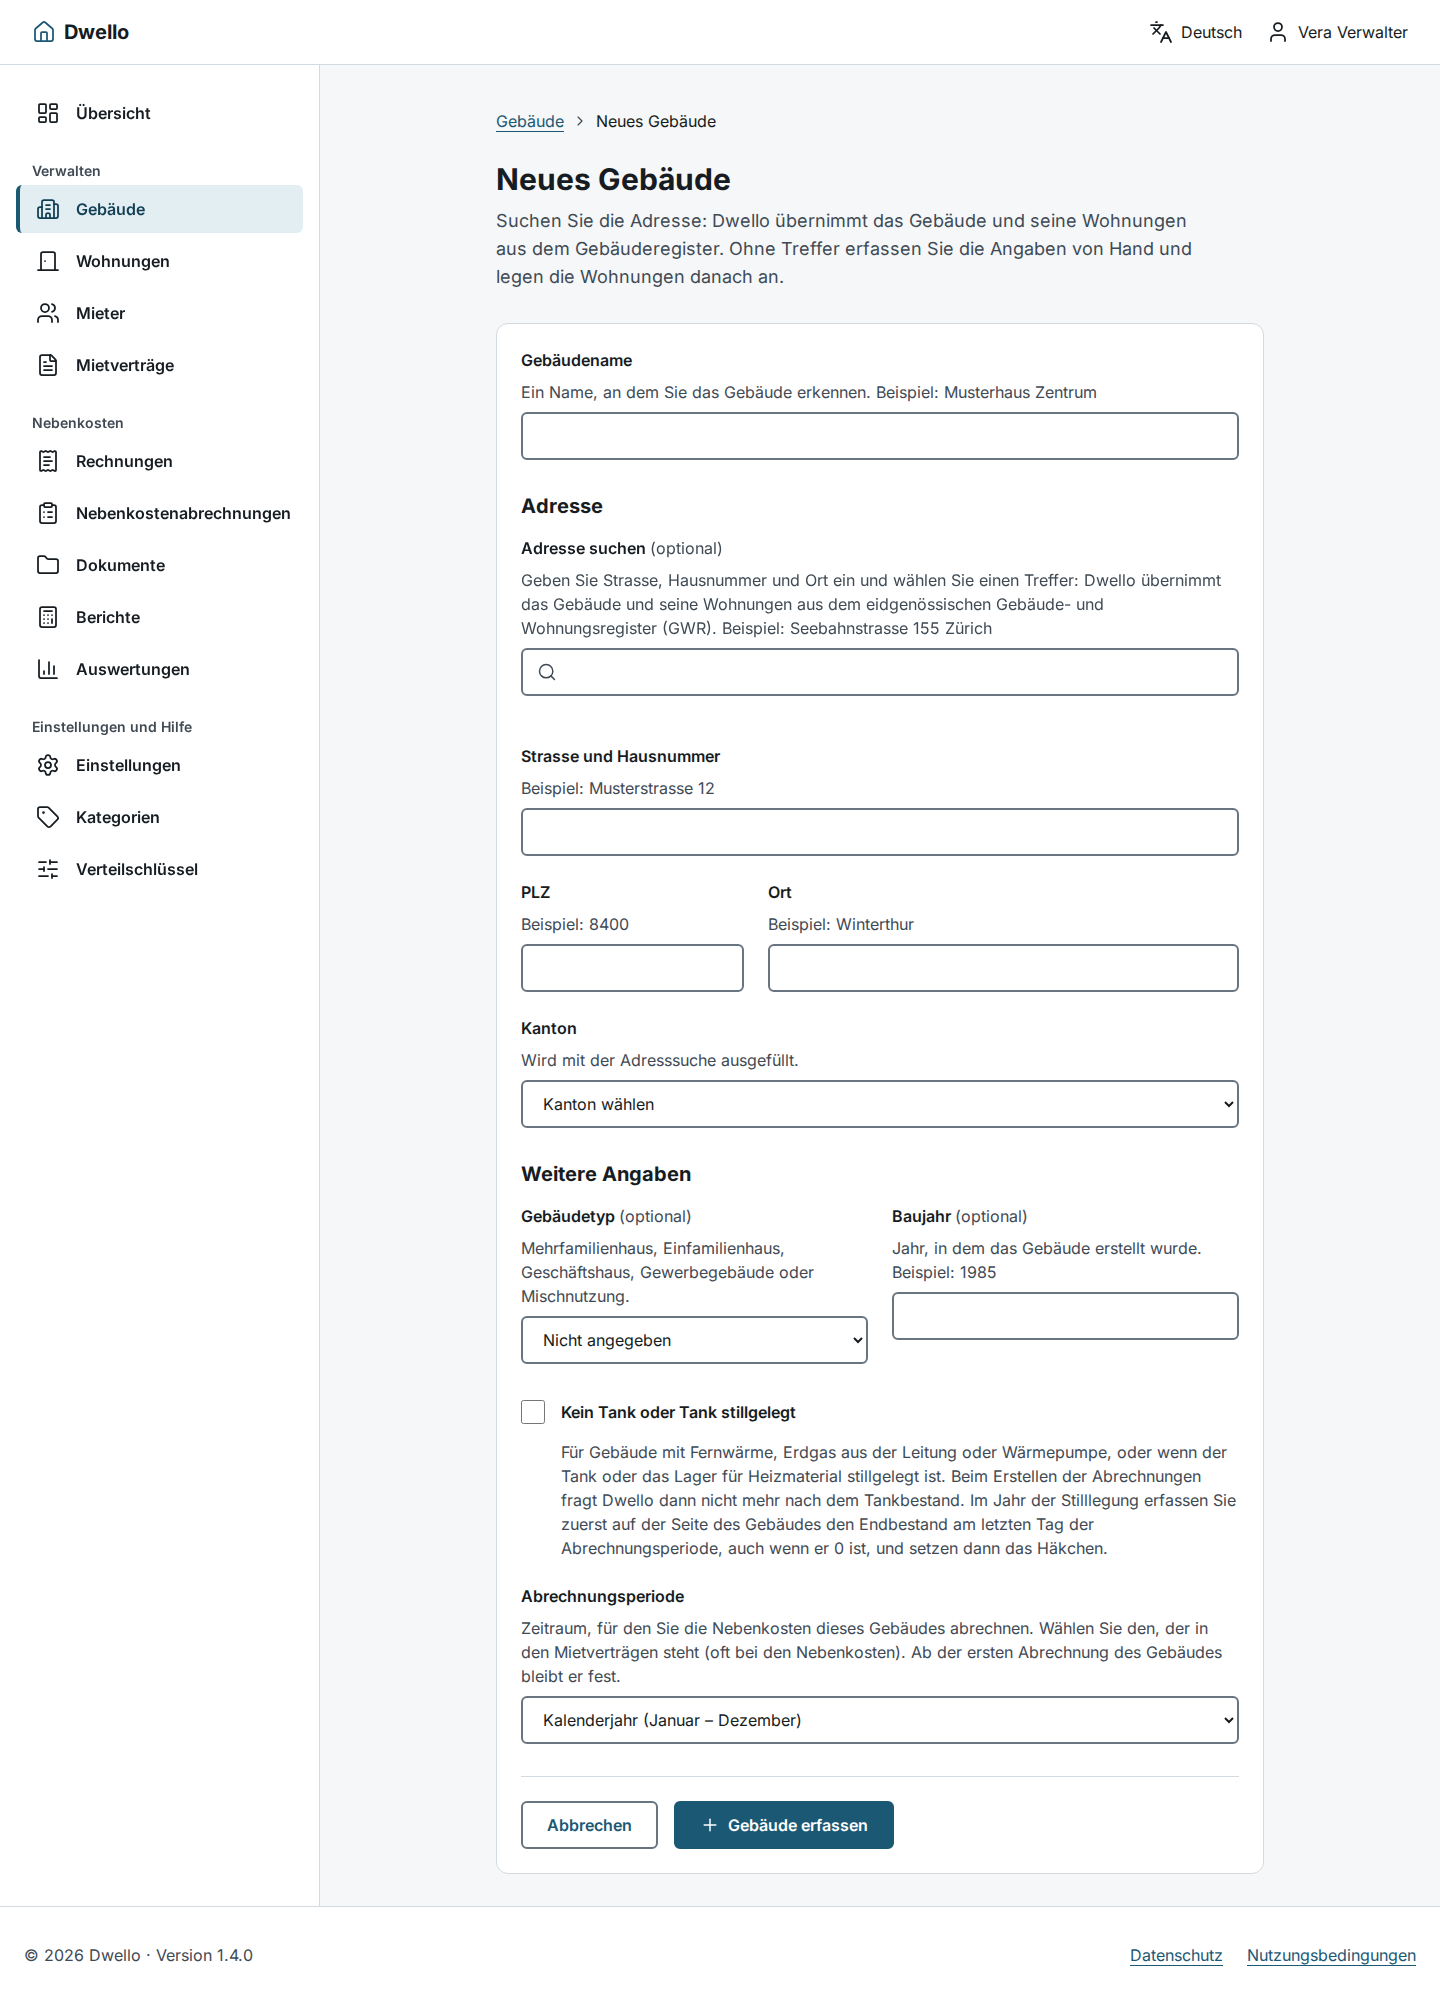 Dwello
Deutsch
Vera Verwalter
Übersicht
Verwalten
Gebäude
Wohnungen
Mieter
Mietverträge
Nebenkosten
Rechnungen
Nebenkostenabrechnungen
Dokumente
Berichte
Auswertungen
Einstellungen und Hilfe
Einstellungen
Kategorien
Verteilschlüssel
Gebäude > Neues Gebäude
Neues Gebäude
Suchen Sie die Adresse: Dwello übernimmt das Gebäude und seine Wohnungen
aus dem Gebäuderegister. Ohne Treffer erfassen Sie die Angaben von Hand und
legen die Wohnungen danach an.
Gebäudename
Ein Name, an dem Sie das Gebäude erkennen. Beispiel: Musterhaus Zentrum
Adresse
Adresse suchen (optional)
Geben Sie Strasse, Hausnummer und Ort ein und wählen Sie einen Treffer: Dwello übernimmt
das Gebäude und seine Wohnungen aus dem eidgenössischen Gebäude- und
Wohnungsregister (GWR). Beispiel: Seebahnstrasse 155 Zürich
Strasse und Hausnummer
Beispiel: Musterstrasse 12
PLZ
Beispiel: 8400
Ort
Beispiel: Winterthur
Kanton
Wird mit der Adresssuche ausgefüllt.
Kanton wählen
Weitere Angaben
Gebäudetyp (optional)
Mehrfamilienhaus, Einfamilienhaus,
Geschäftshaus, Gewerbegebäude oder
Mischnutzung.
Nicht angegeben
Baujahr (optional)
Jahr, in dem das Gebäude erstellt wurde.
Beispiel: 1985
Kein Tank oder Tank stillgelegt
Für Gebäude mit Fernwärme, Erdgas aus der Leitung oder Wärmepumpe, oder wenn der
Tank oder das Lager für Heizmaterial stillgelegt ist. Beim Erstellen der Abrechnungen
fragt Dwello dann nicht mehr nach dem Tankbestand. Im Jahr der Stilllegung erfassen Sie
zuerst auf der Seite des Gebäudes den Endbestand am letzten Tag der
Abrechnungsperiode, auch wenn er 0 ist, und setzen dann das Häkchen.
Abrechnungsperiode
Zeitraum, für den Sie die Nebenkosten dieses Gebäudes abrechnen. Wählen Sie den, der in
den Mietverträgen steht (oft bei den Nebenkosten). Ab der ersten Abrechnung des Gebäudes
bleibt er fest.
Kalenderjahr (Januar – Dezember)
Abbrechen
+ Gebäude erfassen
© 2026 Dwello · Version 1.4.0
Datenschutz
Nutzungsbedingungen